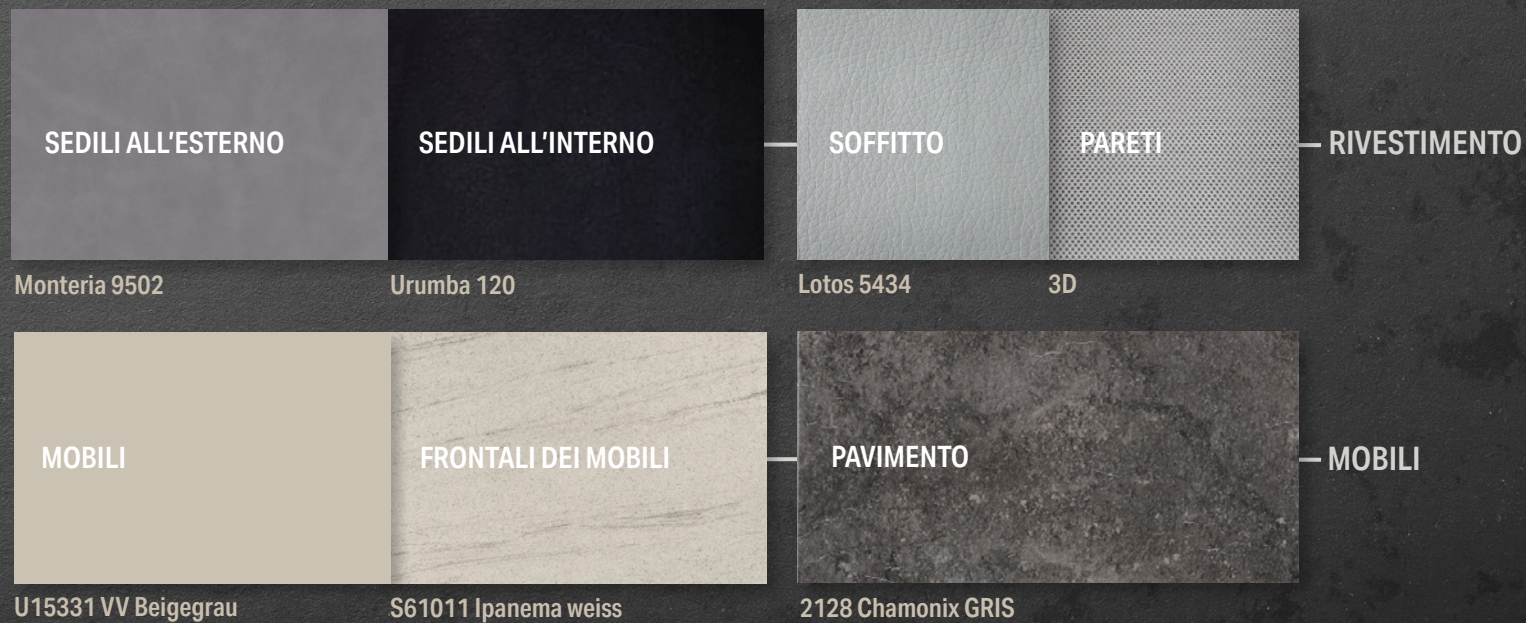 SEDILI ALL'ESTERNO
SEDILI ALL'INTERNO
SOFFITTO
PARETI
RIVESTIMENTO
Monteria 9502
Urumba 120
Lotos 5434
3D
MOBILI
FRONTALI DEI MOBILI
PAVIMENTO
MOBILI
U15331 VV Beigegrau
S61011 Ipanema weiss
2128 Chamonix GRIS